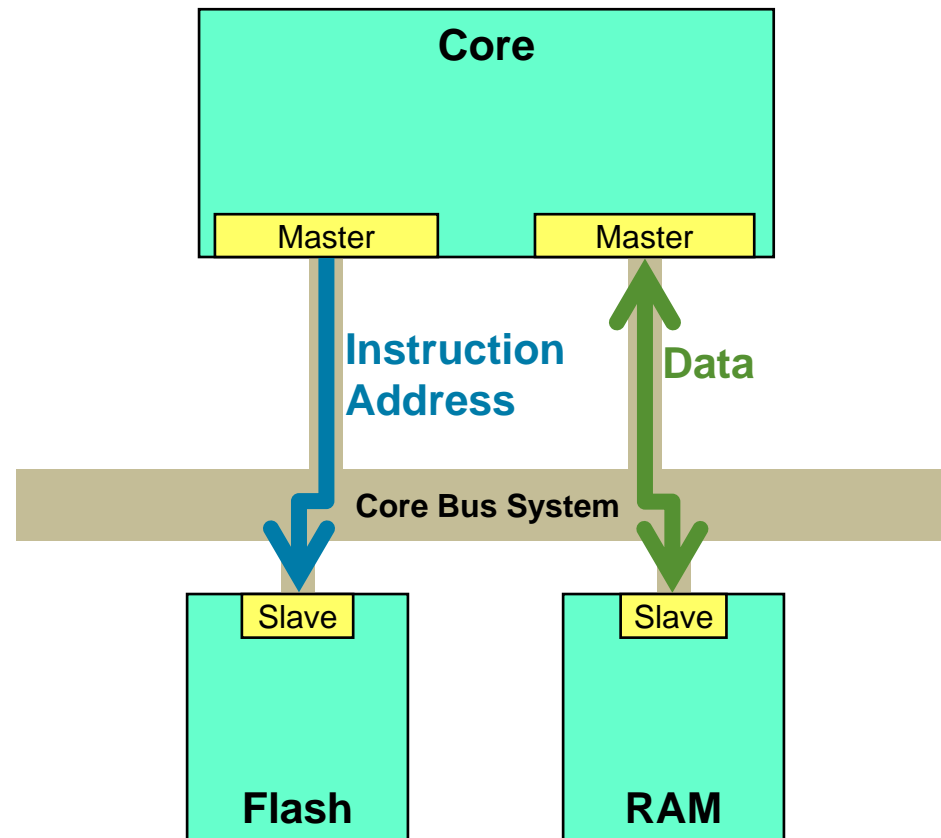 Core
Master
Master
Instruction
Address
Data
Core Bus System
Slave
Slave
Flash
RAM